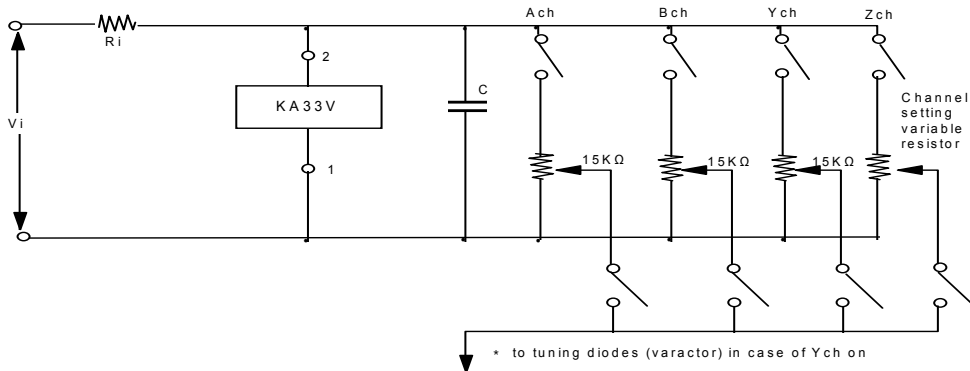 Ach Bch Ych Zch
Ri
2
KA33V
C
Vi
1
Channel
setting
variable
resistor
15KΩ 15KΩ 15KΩ
* to tuning diodes (varactor) in case of Ych on